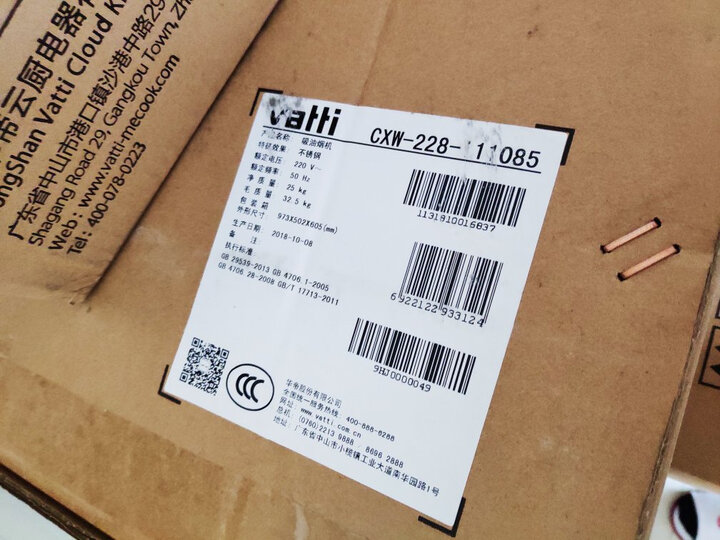 帝云厨电器
ongShan Vatti Cloud K
广东省中山市港口镇沙港中路29
Shagang Road 29, Gangkou Town, Zh
Web：www.vatti-mecook.com
Tel：400-078-0223
vatti
CXW-228-i11085
产品名称： 吸油烟机
特征效果： 不锈钢
额定电压： 220 V~
额定频率： 50 Hz
净 质 量： 25 kg
毛 质 量： 32.5 kg
包 装 箱
外形尺寸： 973X502X605(mm)
生产日期： 2018-10-08
备 注：
执行标准
GB 29539-2013 GB 4706.1-2005
GB 4706.28-2008 GB/T 17713-2011
1131810016837
6922122933124
9HJ0000049
CCC
华帝股份有限公司
全国统一服务热线： 400-888-6288
网址： www.vatti.com.cn
总机： (0760)2213 9888 / 8696 2888
地址： 广东省中山市小榄镇工业大道南华园路1号